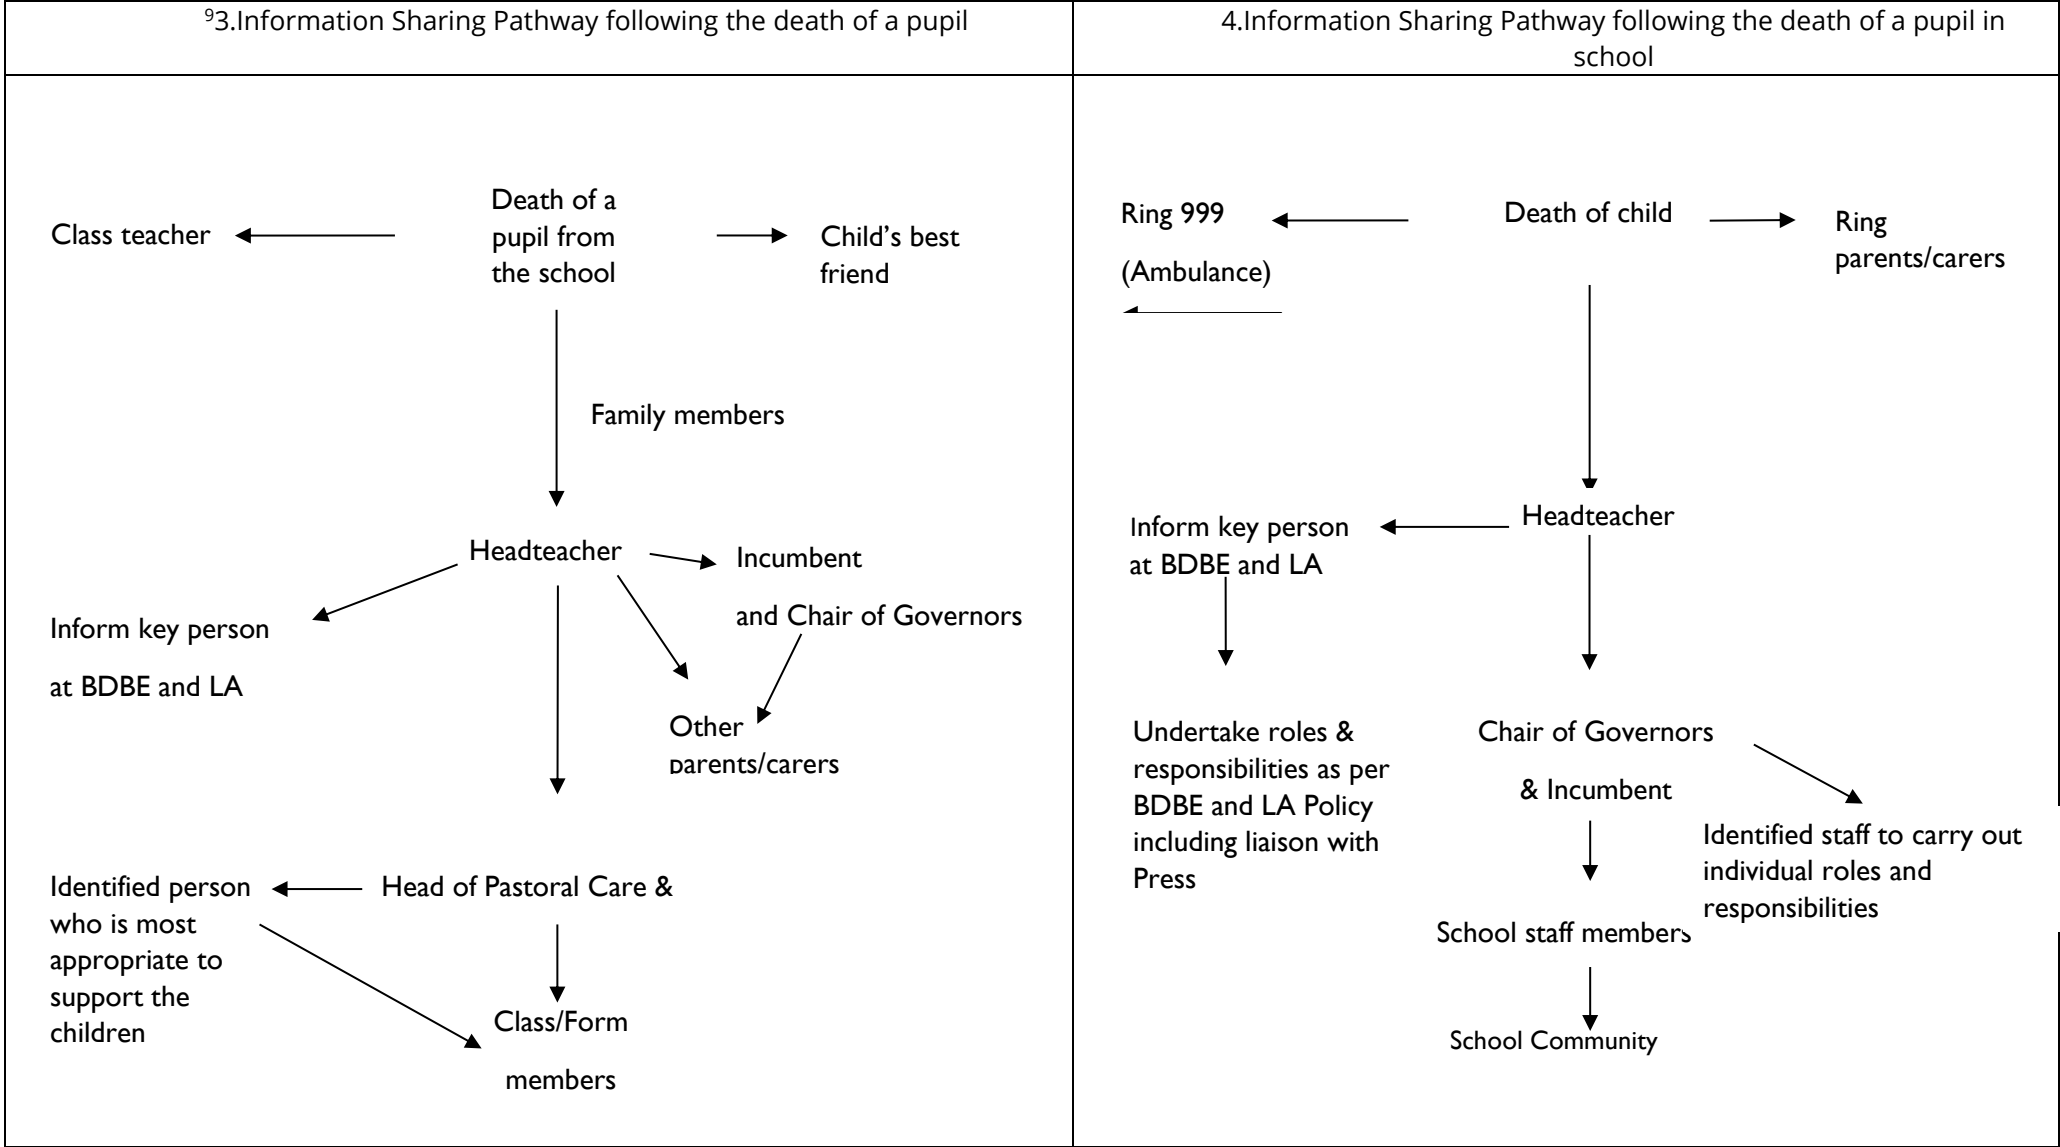 ⁹3.Information Sharing Pathway following the death of a pupil
4.Information Sharing Pathway following the death of a pupil in
school
Death of a
pupil from
the school
Class teacher
Child’s best
friend
Family members
Headteacher
Incumbent
and Chair of Governors
Inform key person
at BDBE and LA
Other
parents/carers
Identified person
who is most
appropriate to
support the
children
Head of Pastoral Care &
Class/Form
members
Ring 999
(Ambulance)
Death of child
Ring
parents/carers
Headteacher
Inform key person
at BDBE and LA
Undertake roles &
responsibilities as per
BDBE and LA Policy
including liaison with
Press
Chair of Governors
& Incumbent
Identified staff to carry out
individual roles and
responsibilities
School staff members
School Community